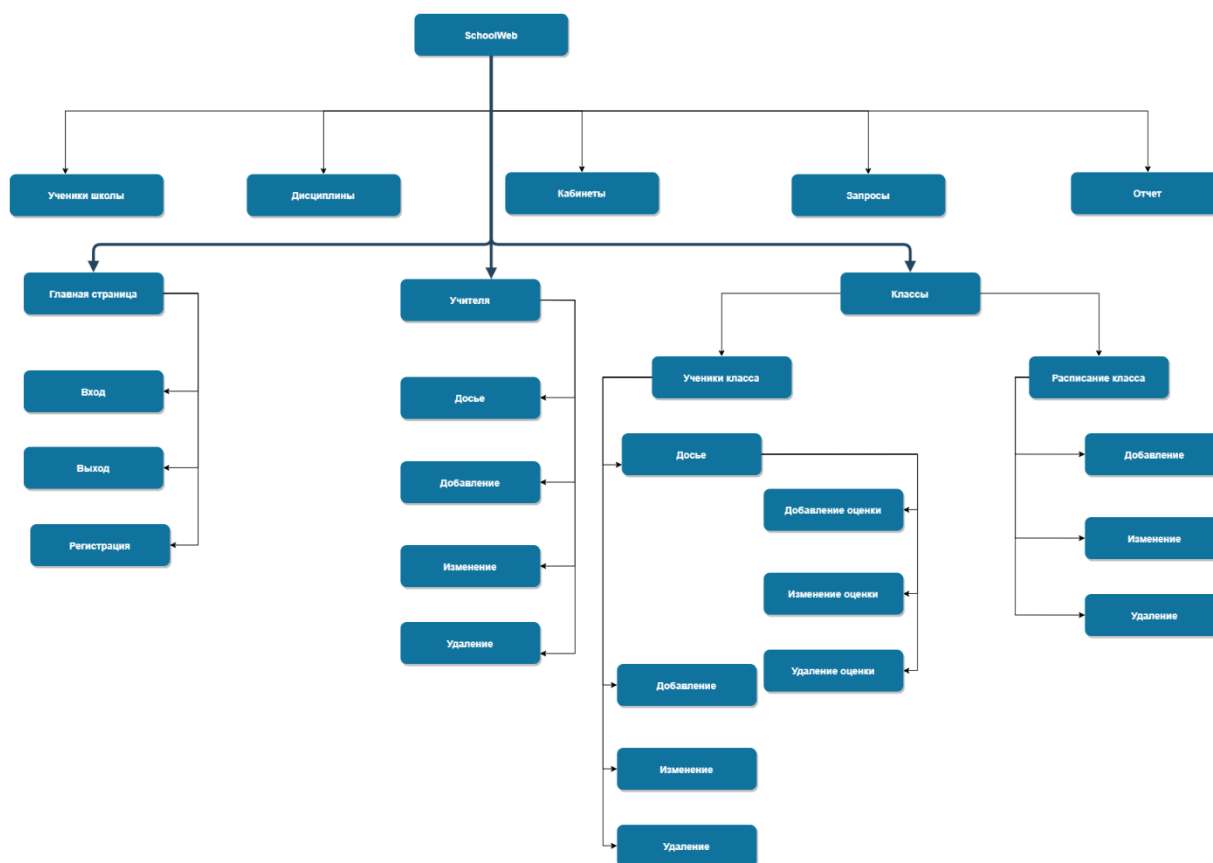 SchoolWeb
Ученики школы
Дисциплины
Кабинеты
Запросы
Отчет
Главная страница
Вход
Выход
Регистрация
Учителя
Досье
Добавление
Изменение
Удаление
Классы
Ученики класса
Досье
Добавление оценки
Изменение оценки
Удаление оценки
Добавление
Изменение
Удаление
Расписание класса
Добавление
Изменение
Удаление